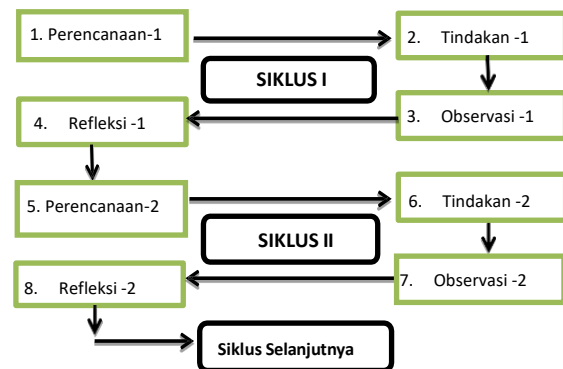 1. Perencanaan-1
2. Tindakan -1
SIKLUS I
4. Refleksi -1
3. Observasi -1
5. Perencanaan-2
6. Tindakan -2
SIKLUS II
8. Refleksi -2
7. Observasi -2
Siklus Selanjutnya